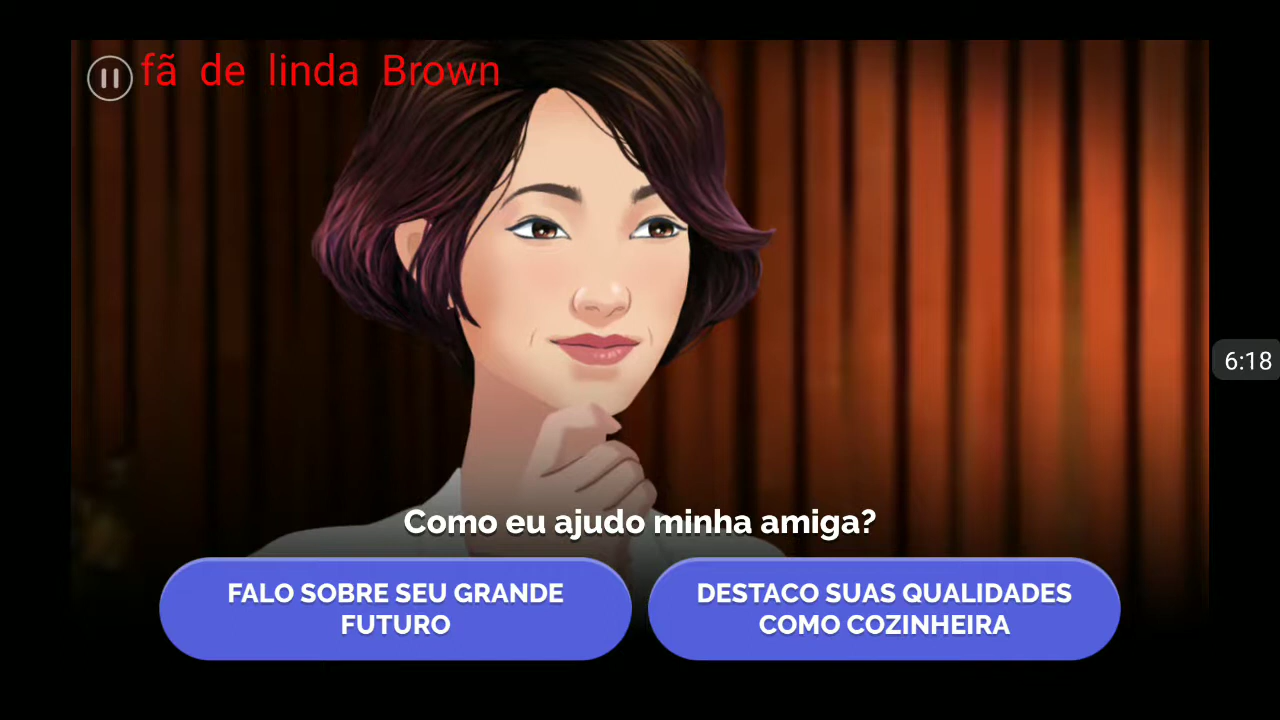 fã de linda Brown
6:18
Como eu ajudo minha amiga?
FALO SOBRE SEU GRANDE
FUTURO
DESTACO SUAS QUALIDADES
COMO COZINHEIRA